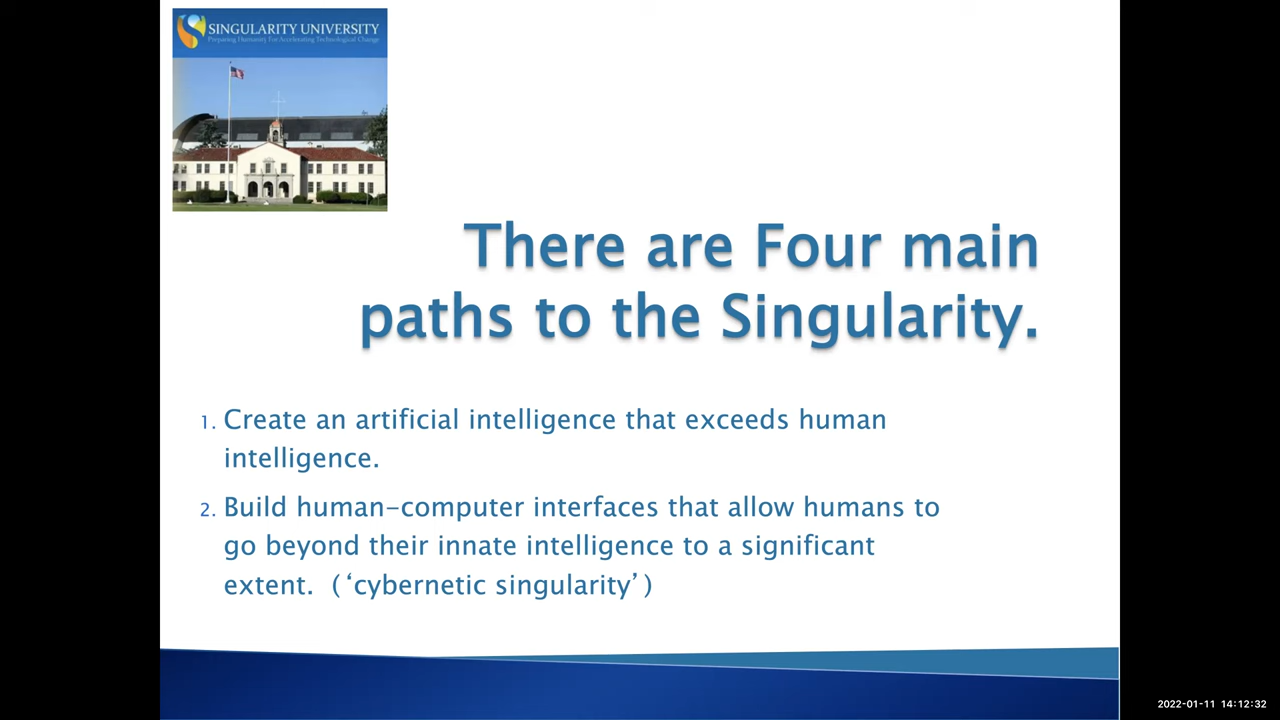 SINGULARITY UNIVERSITY
Preparing Humanity For Accelerating Technological Change
There are Four main
paths to the Singularity.
1. Create an artificial intelligence that exceeds human
intelligence.
2. Build human-computer interfaces that allow humans to
go beyond their innate intelligence to a significant
extent. (‘cybernetic singularity’)
2022-01-11 14:12:32